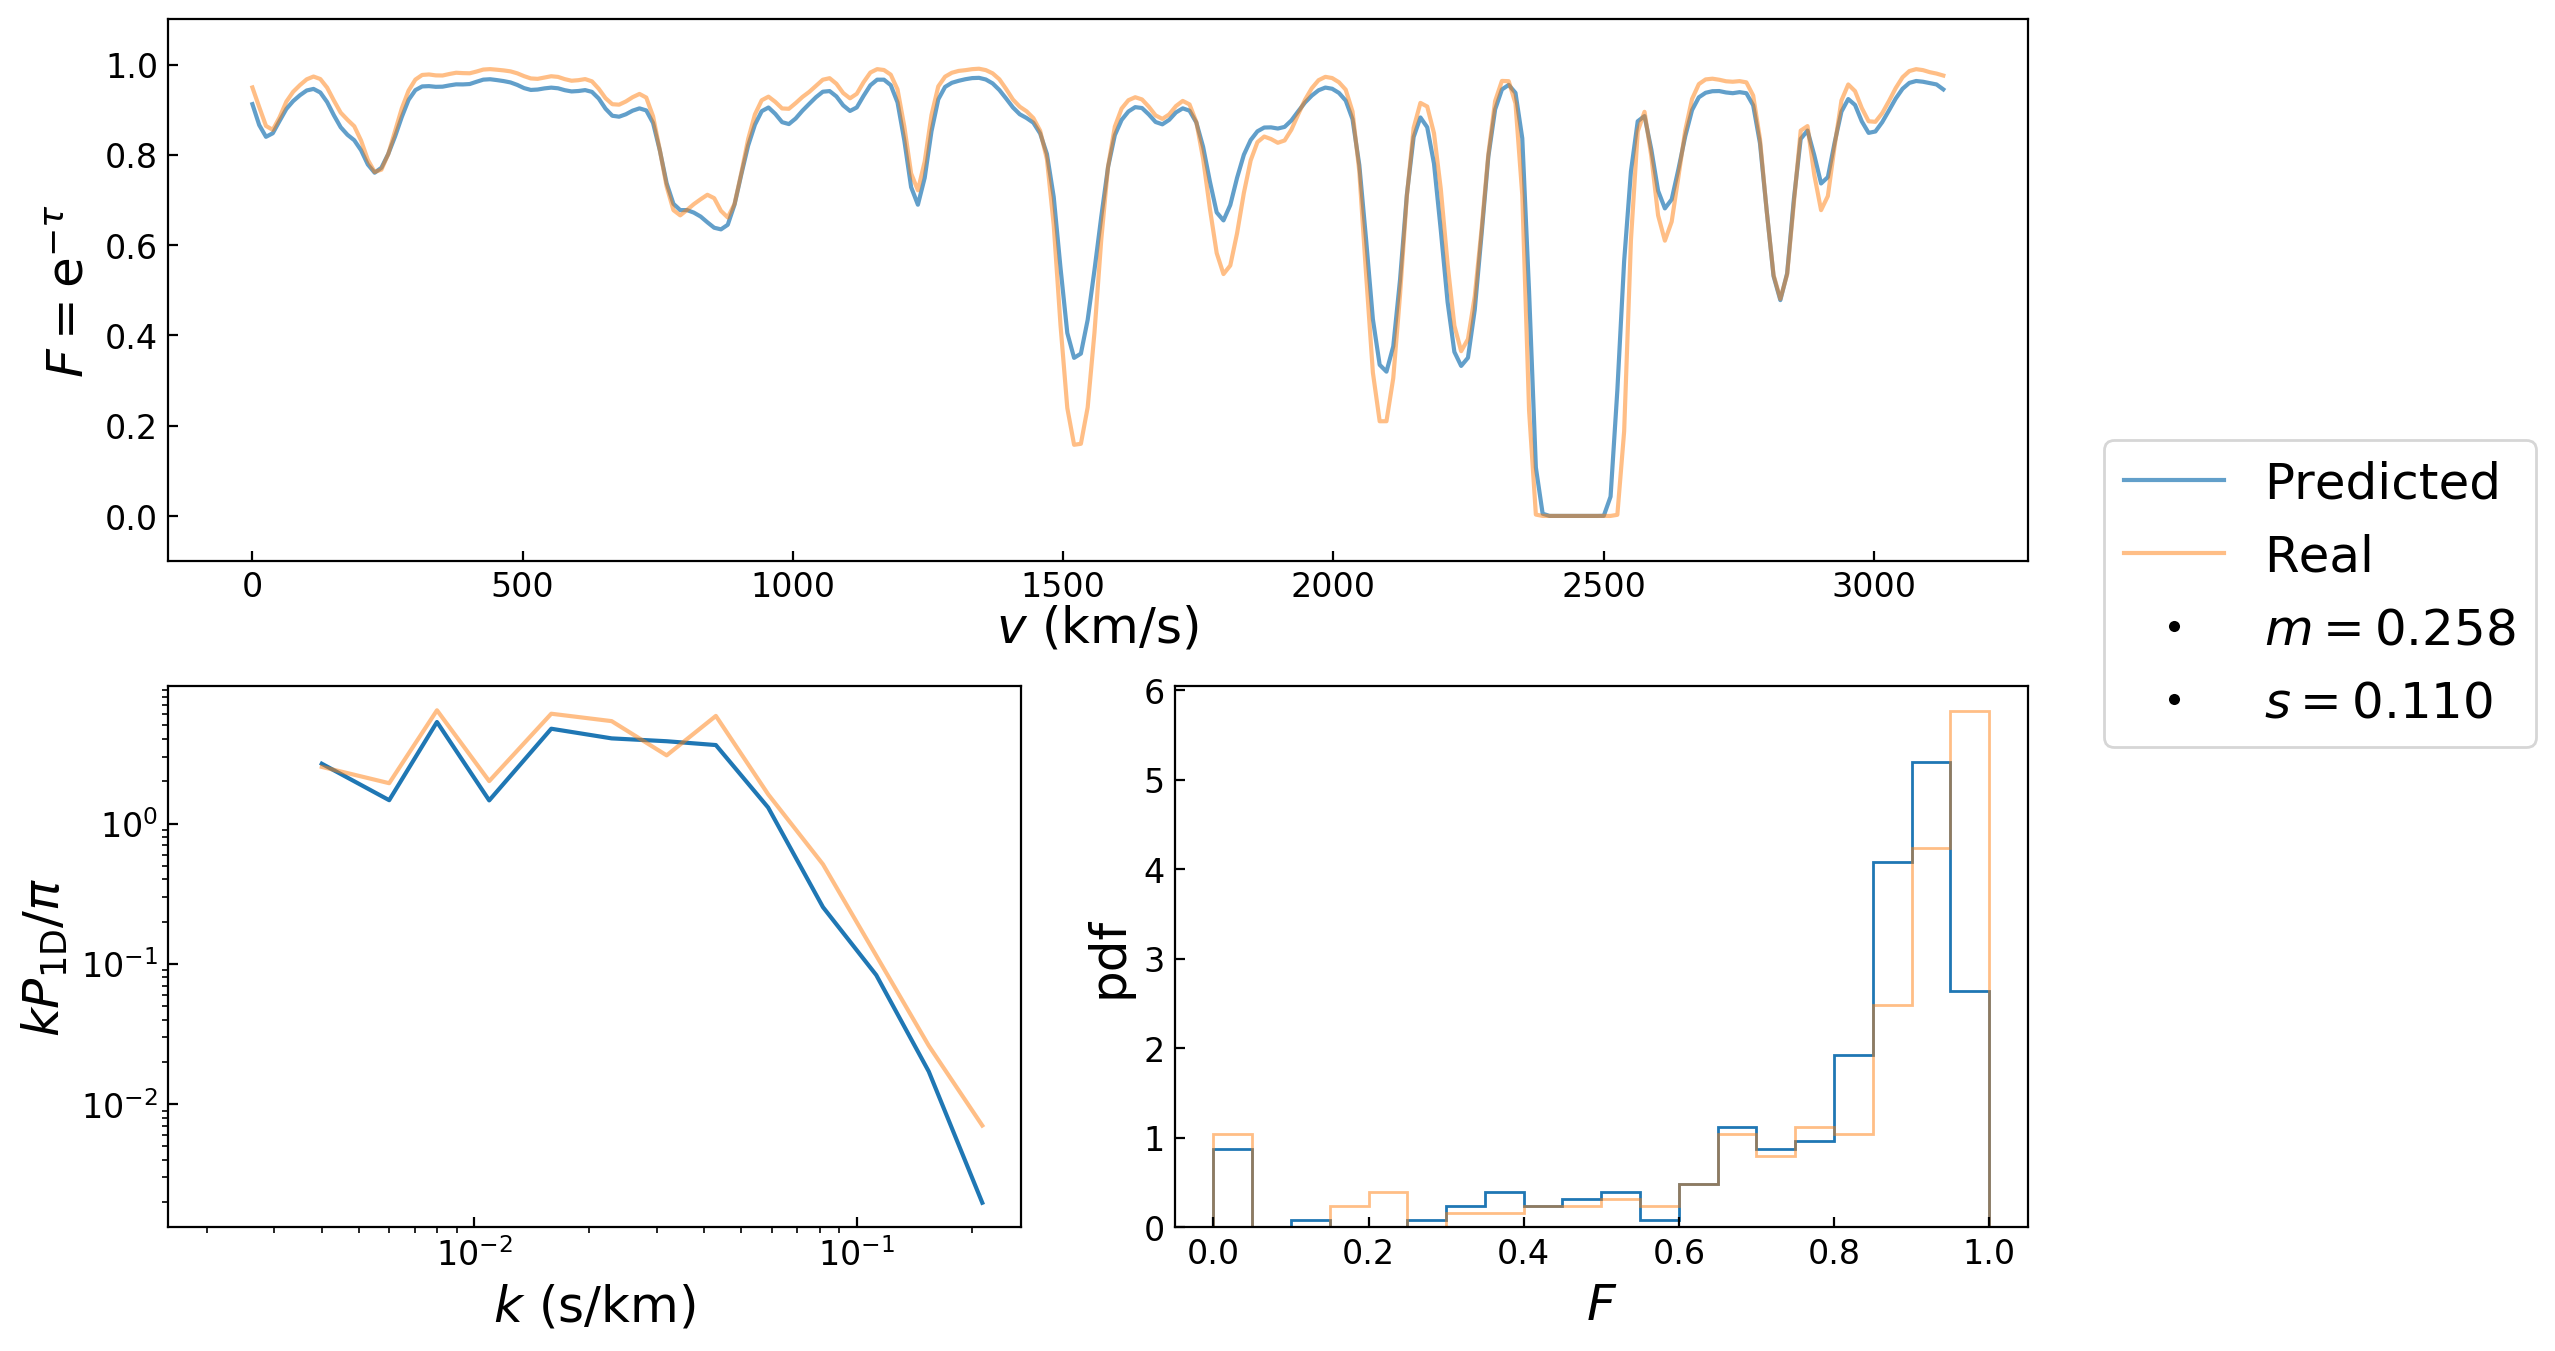 1.0
0.8
0.6
0.4
0.2
0.0
F = e^{−τ}
0 500 1000 1500 2000 2500 3000
v (km/s)
Predicted
Real
m = 0.258
s = 0.110
10^0
10^{−1}
10^{−2}
kP_{1D}/π
10^{−2} 10^{−1}
k (s/km)
6
5
4
3
2
1
0
pdf
0.0 0.2 0.4 0.6 0.8 1.0
F